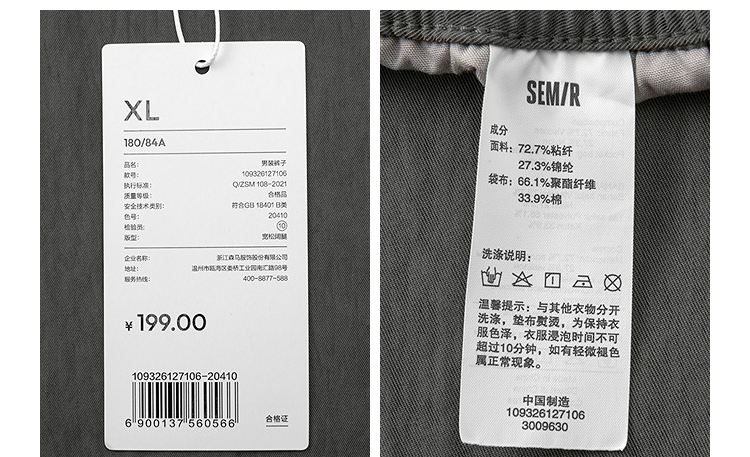 XL
180/84A
品名: 男装裤子
款号: 109326127106
执行标准: Q/ZSM 108-2021
质量等级: 合格品
安全技术类别: 符合GB 18401 B类
色号: 20410
检验员: 10
版型: 宽松阔腿
企业名称: 浙江森马服饰股份有限公司
地址: 温州市瓯海区娄桥工业园南汇路98号
服务热线: 400-8877-588
¥ 199.00
109326127106-20410
6 900137 560566
合格证
SEM/R
成分
面料: 72.7%粘纤
27.3%锦纶
袋布: 66.1%聚酯纤维
33.9%棉
洗涤说明:
温馨提示: 与其他衣物分开
洗涤, 垫布熨烫, 为保持衣
服色泽, 衣服浸泡时间不可
超过10分钟, 如有轻微褪色
属正常现象。
中国制造
109326127106
3009630